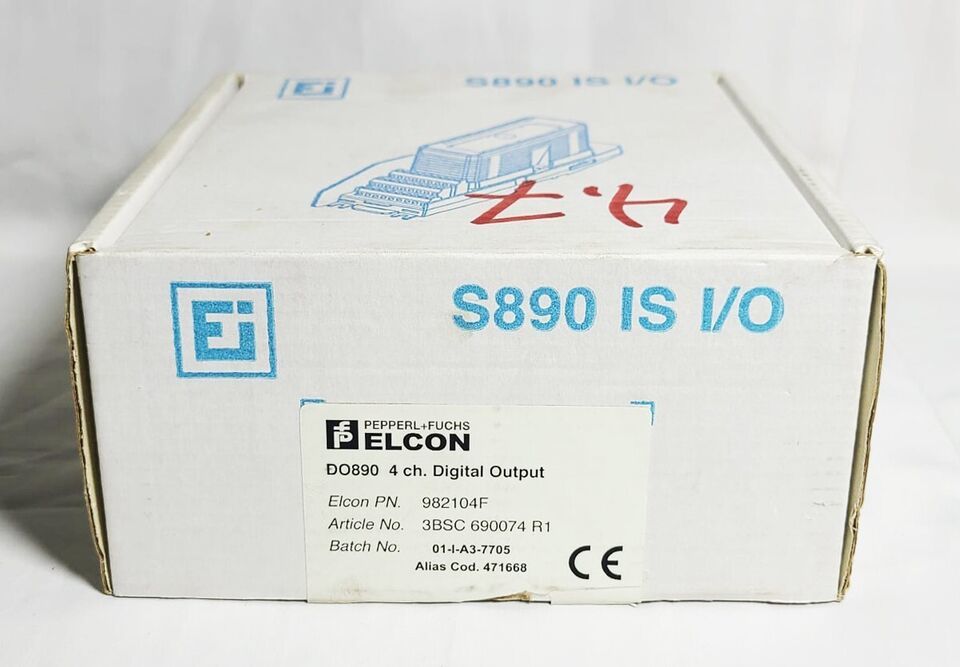 Ei
S890 IS I/O
4.7
Ei
S890 IS I/O
PEPPERL+FUCHS
ELCON
DO890 4 ch. Digital Output
Elcon PN. 982104F
Article No. 3BSC 690074 R1
Batch No. 01-I-A3-7705
Alias Cod. 471668
CE